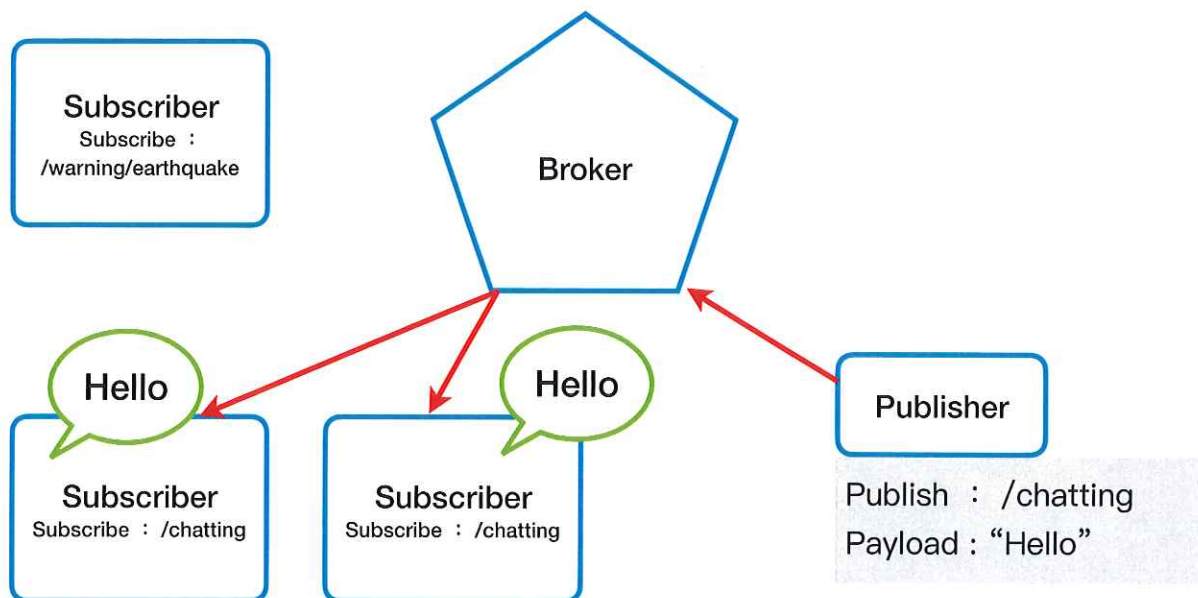 Subscriber
Subscribe :
/warning/earthquake
Broker
Hello
Subscriber
Subscribe : /chatting
Hello
Subscriber
Subscribe : /chatting
Publisher
Publish : /chatting
Payload : “Hello”